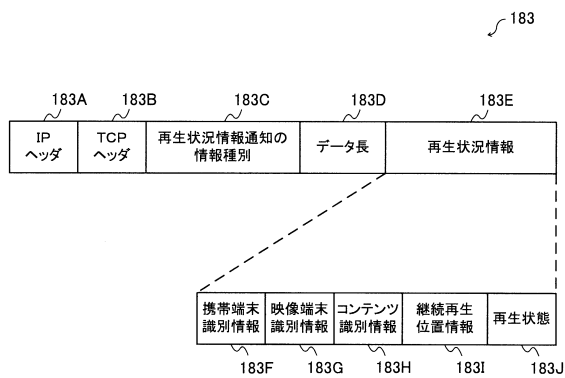 183
183A
183B
183C
183D
183E
IP
ヘッダ
TCP
ヘッダ
再生状況情報通知の
情報種別
データ長
再生状況情報
携帯端末
識別情報
映像端末
識別情報
コンテンツ
識別情報
継続再生
位置情報
再生状態
183F
183G
183H
183I
183J